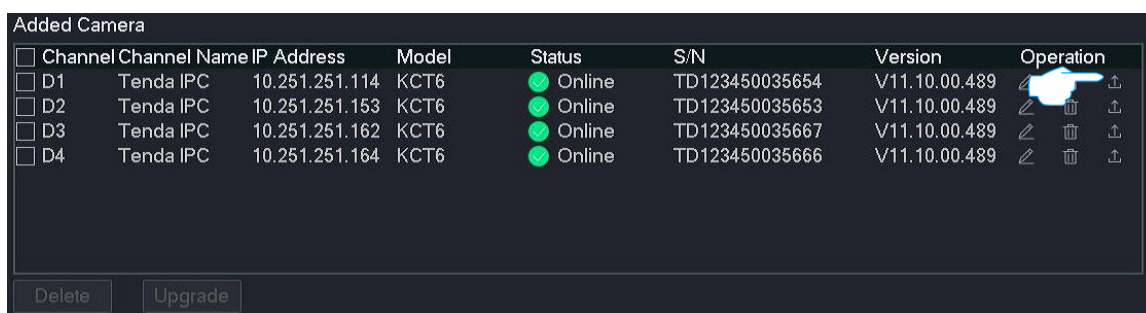 Added Camera
Channel Channel Name IP Address Model Status S/N Version Operation
D1 Tenda IPC 10.251.251.114 KCT6 Online TD123450035654 V11.10.00.489
D2 Tenda IPC 10.251.251.153 KCT6 Online TD123450035653 V11.10.00.489
D3 Tenda IPC 10.251.251.162 KCT6 Online TD123450035667 V11.10.00.489
D4 Tenda IPC 10.251.251.164 KCT6 Online TD123450035666 V11.10.00.489
Delete Upgrade